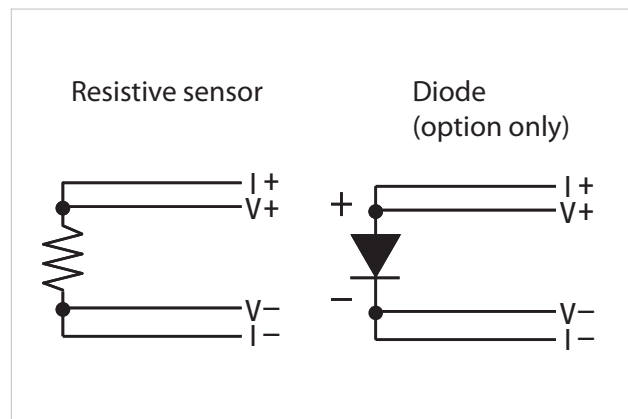 Resistive sensor
I+
V+
V−
I−
Diode
(option only)
+
−
I+
V+
V−
I−